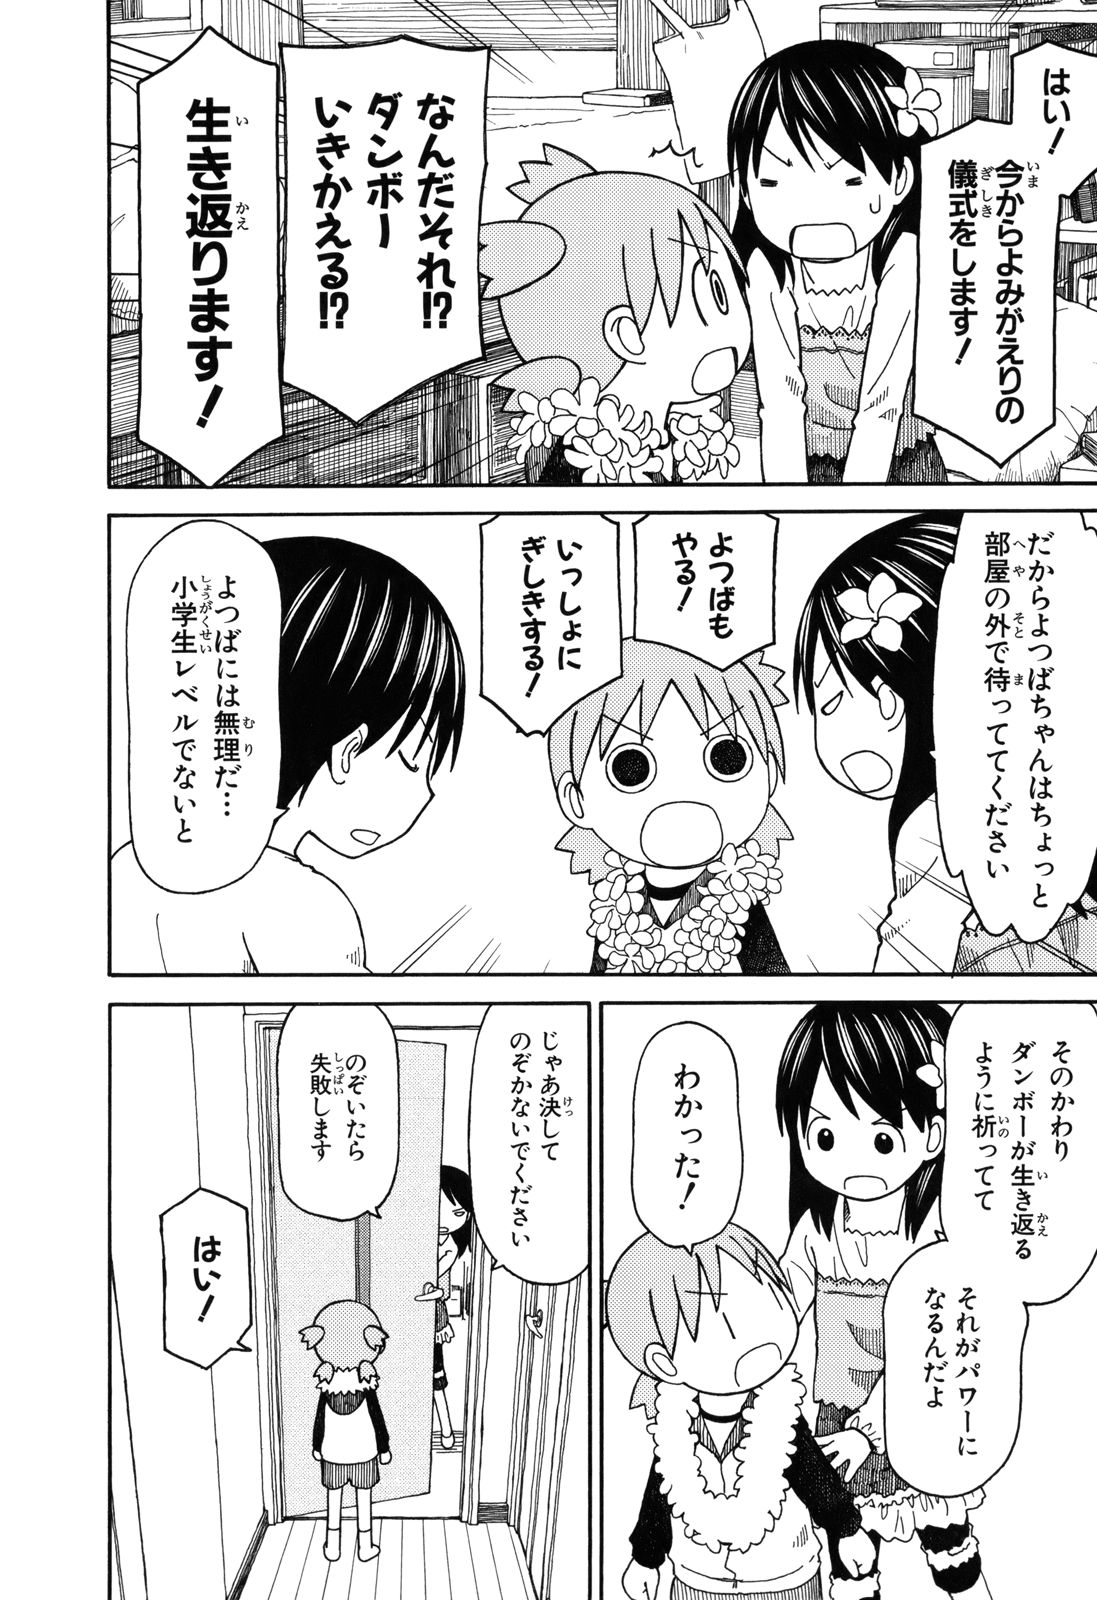 はい!
今からよみがえりの
儀式をします!
なんだそれ!?
ダンボー
いきかえる!?
生き返ります!
だからよつばちゃんはちょっと
部屋の外で待っててください
よつばも
やる!
いっしょに
ぎしきする!
よつばには無理だ…
小学生レベルでないと
そのかわり
ダンボーが生き返る
ように祈ってて
それがパワーに
なるんだよ
わかった!
じゃあ決して
のぞかないでください
のぞいたら
失敗します
はい!